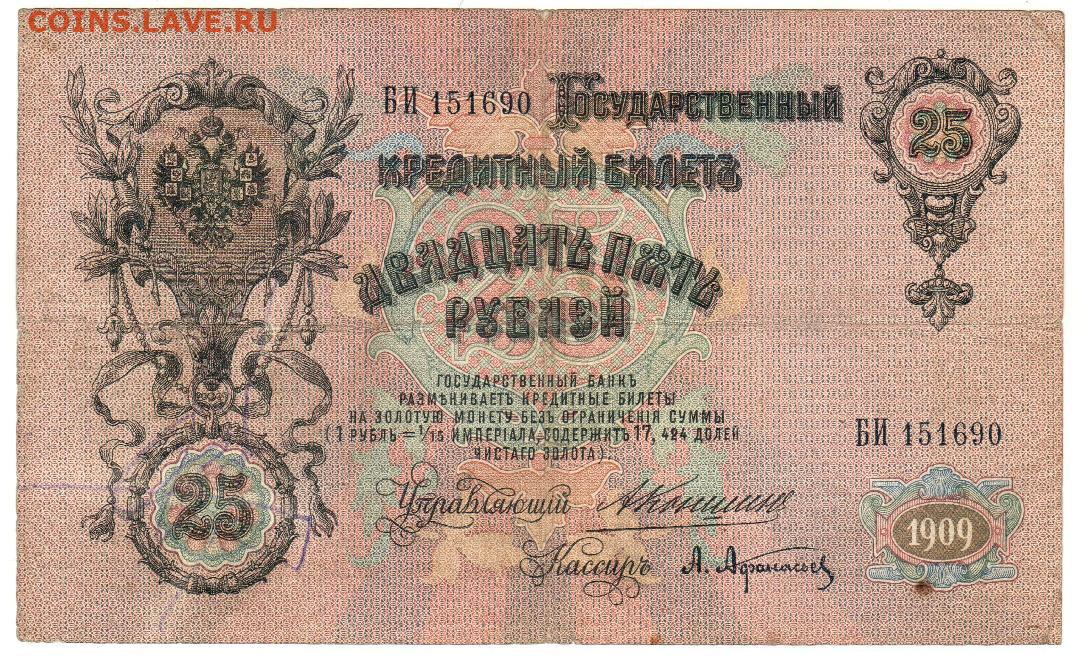 COINS.LAVE.RU
БИ 151690
Государственный
кредитный билетъ
25
двадцать пять
рублей
Государственный банкъ
размѣниваетъ кредитные билеты
на золотую монету безъ ограниченія суммы
(1 рубль = 1/15 имперіала, содержитъ 17,424 долей
чистаго золота).
БИ 151690
25
Управляющій
Кассиръ А. Афанасьев
1909